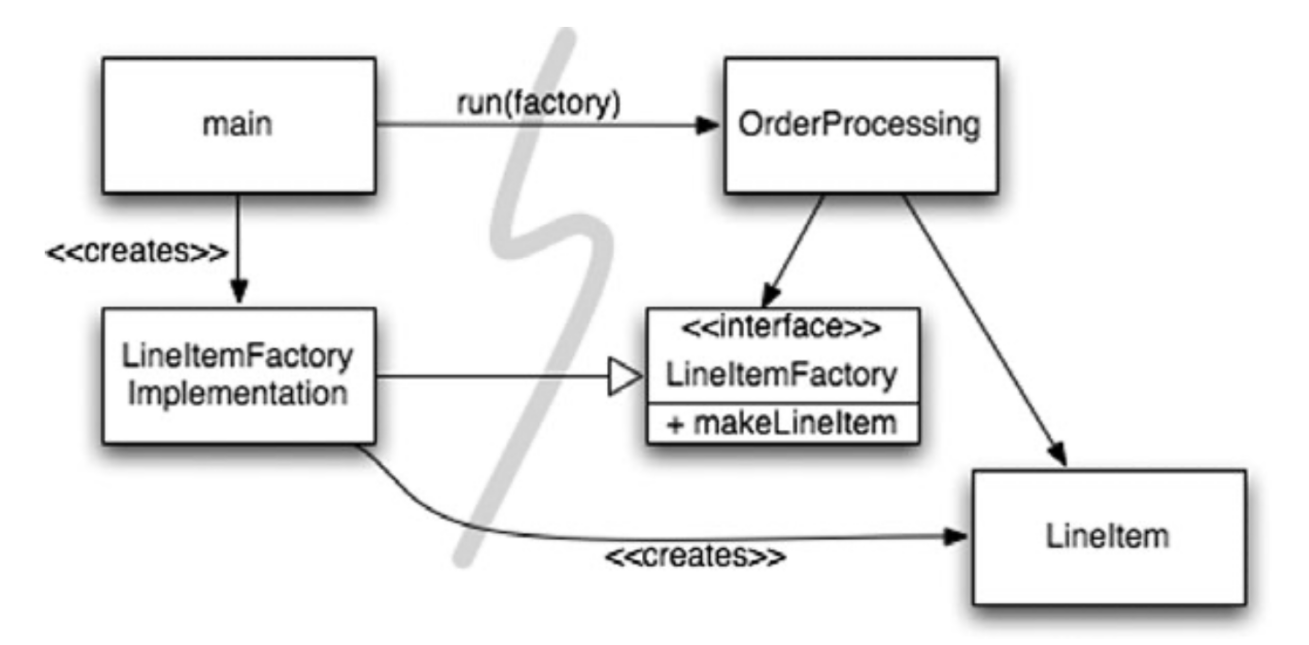 main
run(factory)
OrderProcessing
<<creates>>
LineItemFactory
Implementation
<<interface>>
LineItemFactory
+ makeLineItem
<<creates>>
LineItem